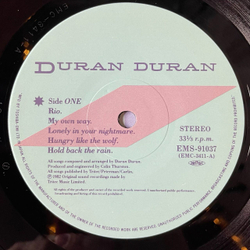 DURAN DURAN
Side ONE
Rio.
My own way.
Lonely in your nightmare.
Hungry like the wolf.
Hold back the rain.
STEREO
33⅓ r.p.m.
EMS-91037
(EMC-3411-A)
All songs composed and arranged by Duran Duran.
Produced and engineered by Colin Thurston.
All songs published by Tritec/Peterman/Carlin.
℗ 1982 Original sound recordings made by
Tritec Music Limited.